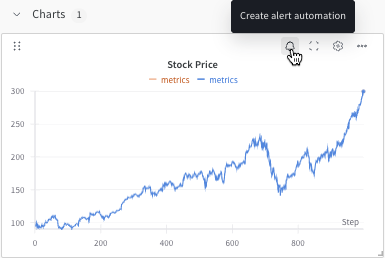 Charts 1
Create alert automation
Stock Price
metrics metrics
300
250
200
150
100
Step
0 200 400 600 800